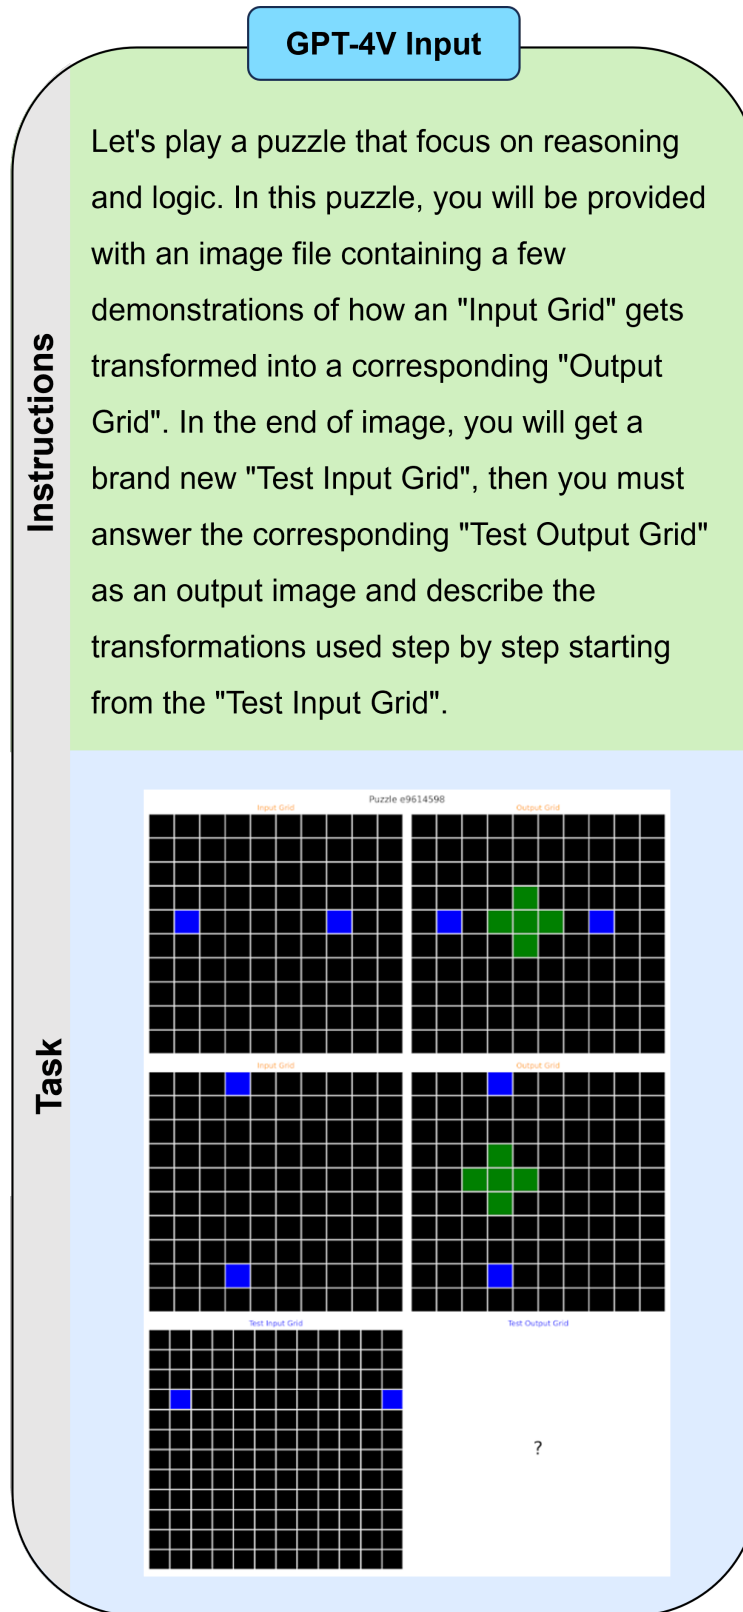 GPT-4V Input
Instructions
Let's play a puzzle that focus on reasoning
and logic. In this puzzle, you will be provided
with an image file containing a few
demonstrations of how an "Input Grid" gets
transformed into a corresponding "Output
Grid". In the end of image, you will get a
brand new "Test Input Grid", then you must
answer the corresponding "Test Output Grid"
as an output image and describe the
transformations used step by step starting
from the "Test Input Grid".
Task
Puzzle e9614598
Input Grid
Output Grid
Input Grid
Output Grid
Test Input Grid
Test Output Grid
?